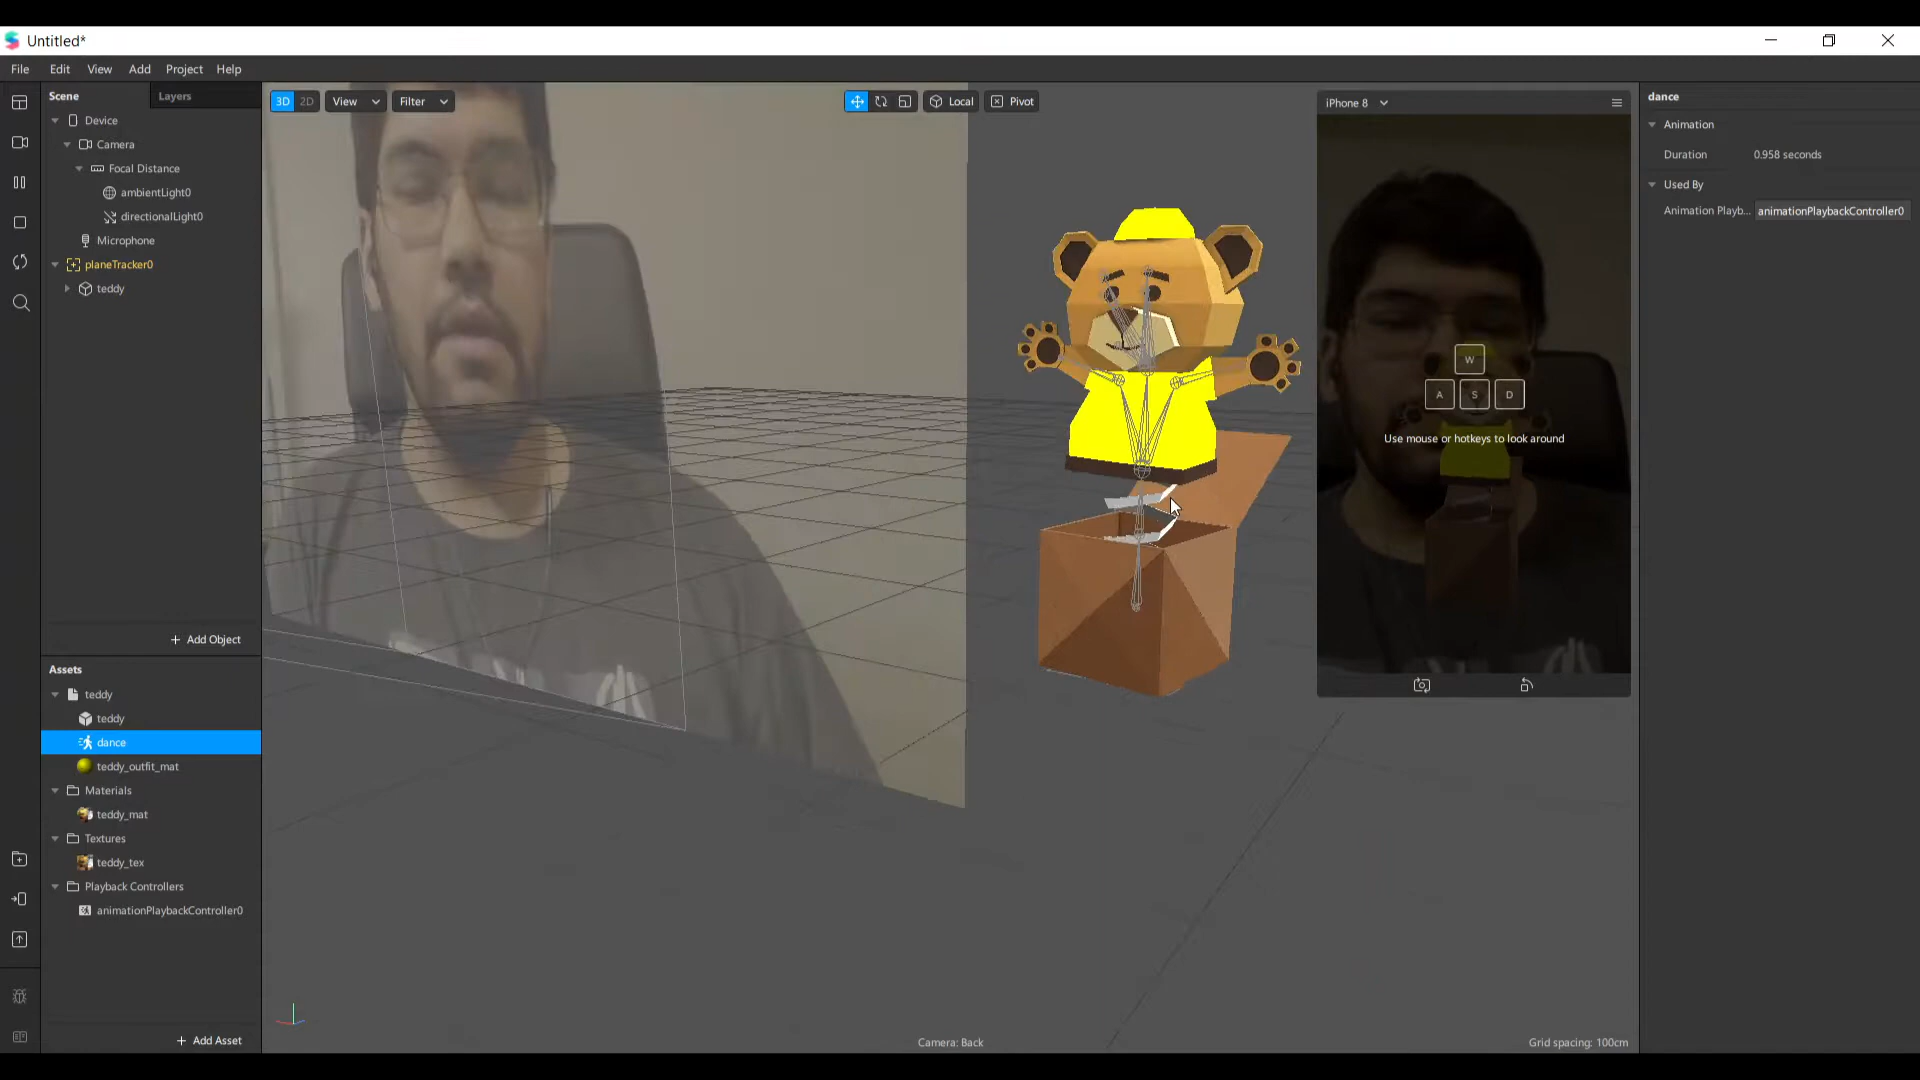 Untitled*
File Edit View Add Project Help
Scene Layers
Device
Camera
Focal Distance
ambientLight0
directionalLight0
Microphone
planeTracker0
teddy
+ Add Object
Assets
teddy
teddy
dance
teddy_outfit_mat
Materials
teddy_mat
Textures
teddy_tex
Playback Controllers
animationPlaybackController0
+ Add Asset
3D 2D View Filter Local Pivot
Camera: Back
Grid spacing: 100cm
iPhone 8
W
A S D
Use mouse or hotkeys to look around
dance
Animation
Duration 0.958 seconds
Used By
Animation Playb... animationPlaybackController0